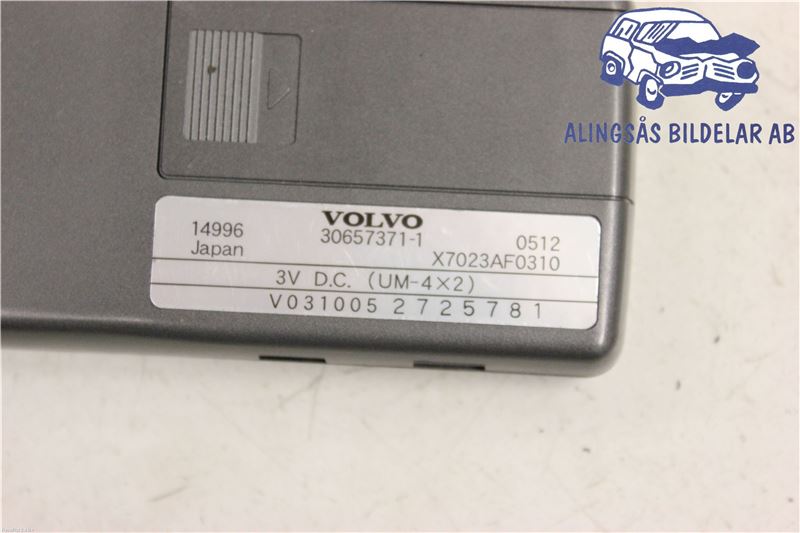 ALINGSÅS BILDELAR AB
VOLVO
14996 30657371-1 0512
Japan X7023AF0310
3V D.C. (UM-4×2)
V031005 2725781